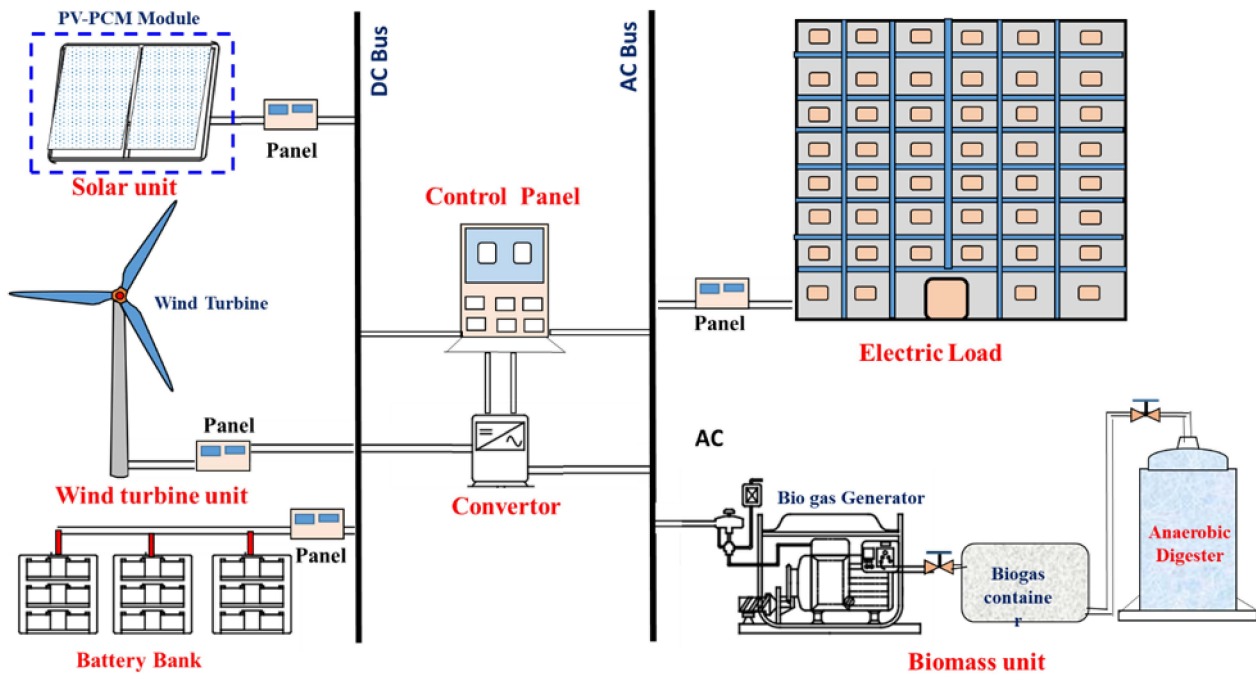 PV-PCM Module
DC Bus
AC Bus
Panel
Solar unit
Control Panel
Wind Turbine
Panel
Electric Load
Panel
AC
Wind turbine unit
Convertor
Bio gas Generator
Anaerobic
Digester
Panel
Biogas
containe
r
Battery Bank
Biomass unit